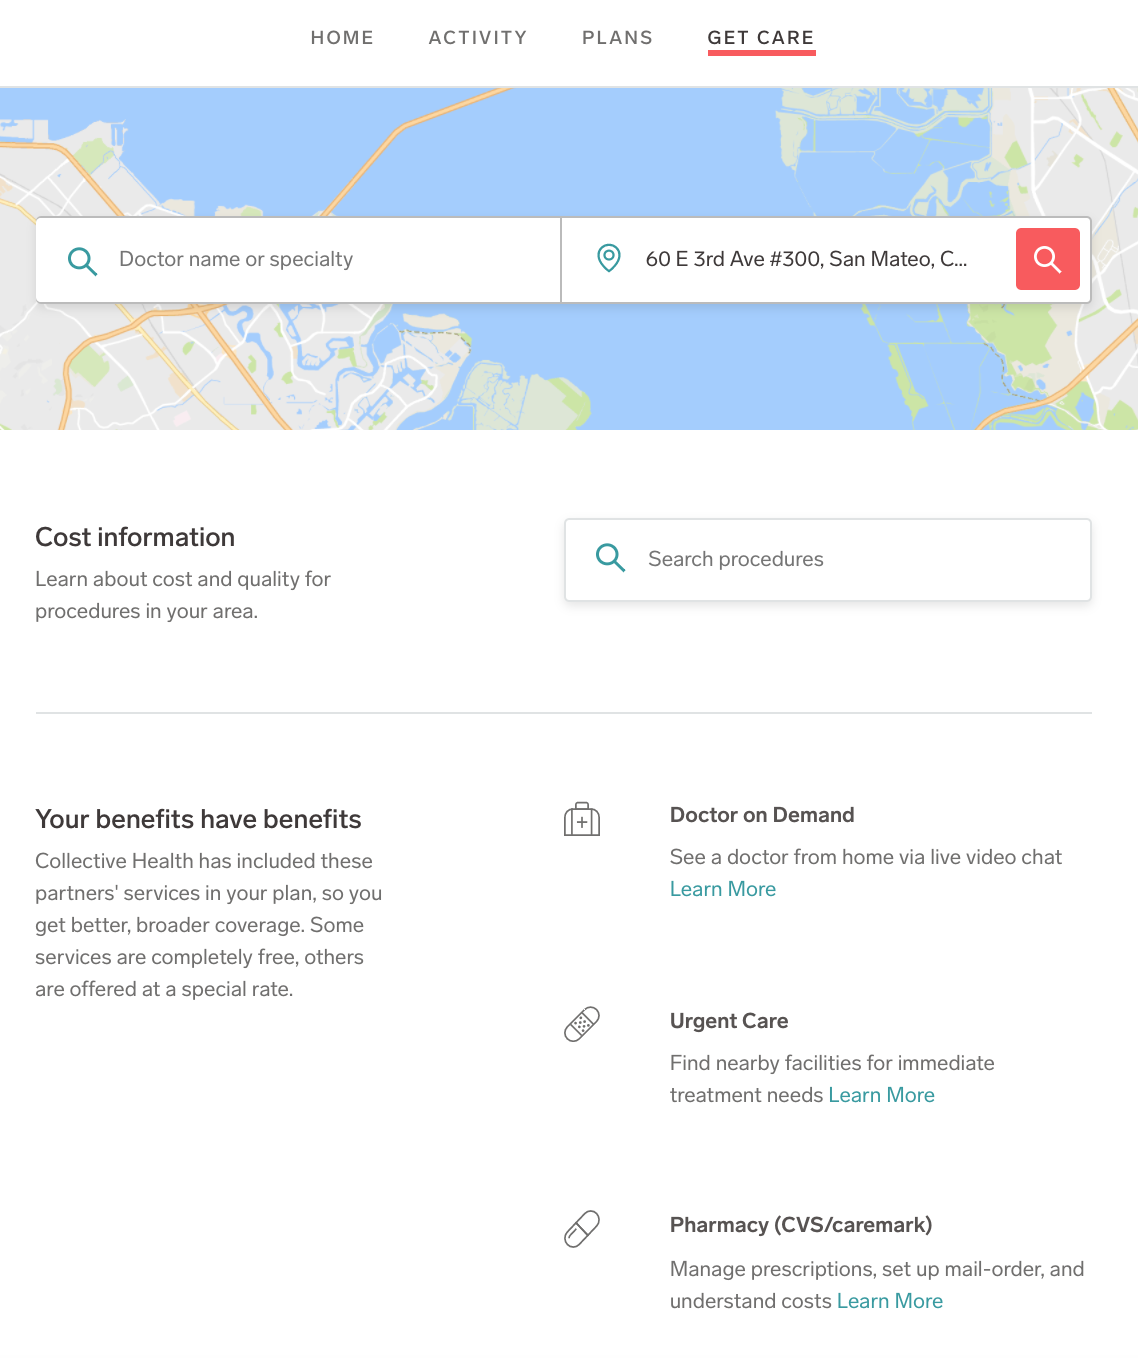 HOME ACTIVITY PLANS GET CARE
Doctor name or specialty
60 E 3rd Ave #300, San Mateo, C...
Cost information
Learn about cost and quality for
procedures in your area.
Search procedures
Your benefits have benefits
Collective Health has included these
partners' services in your plan, so you
get better, broader coverage. Some
services are completely free, others
are offered at a special rate.
Doctor on Demand
See a doctor from home via live video chat
Learn More
Urgent Care
Find nearby facilities for immediate
treatment needs Learn More
Pharmacy (CVS/caremark)
Manage prescriptions, set up mail-order, and
understand costs Learn More